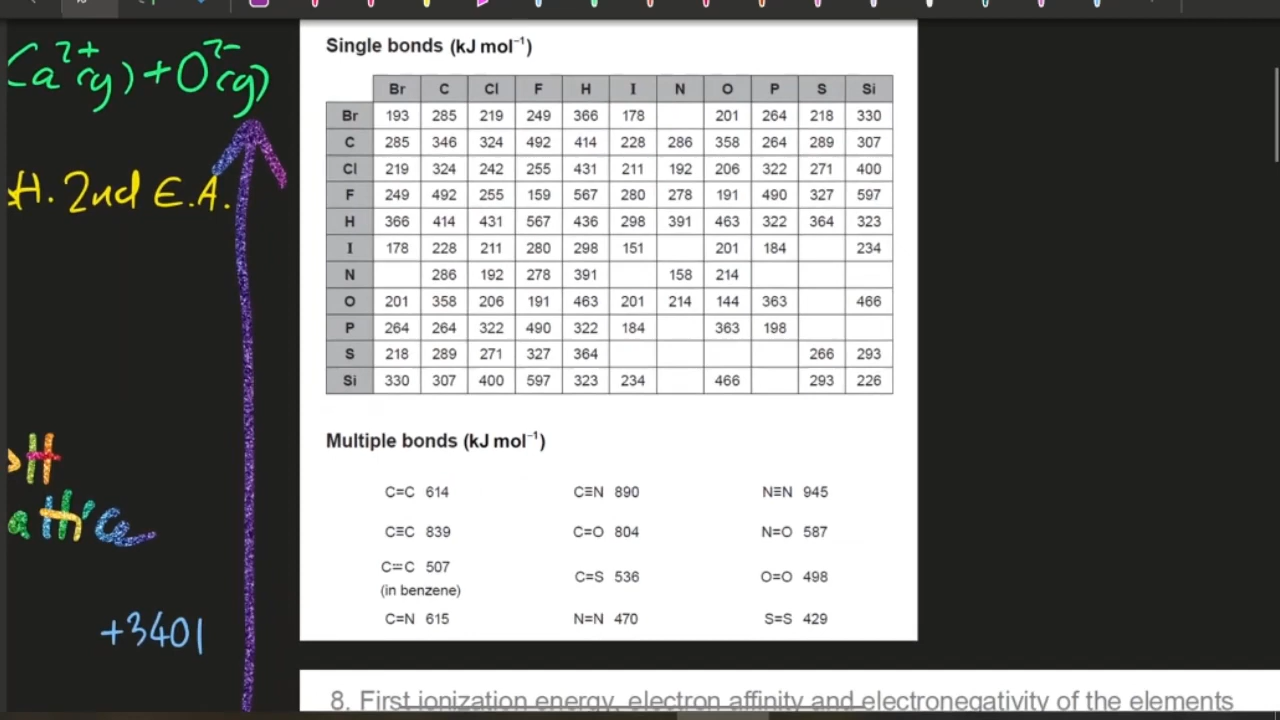 Ca²⁺(g) + O²⁻(g)
H. 2nd E.A.
ΔH
attice
+3401
Single bonds (kJ mol⁻¹)
Br C Cl F H I N O P S Si
Br 193 285 219 249 366 178 201 264 218 330
C 285 346 324 492 414 228 286 358 264 289 307
Cl 219 324 242 255 431 211 192 206 322 271 400
F 249 492 255 159 567 280 278 191 490 327 597
H 366 414 431 567 436 298 391 463 322 364 323
I 178 228 211 280 298 151 201 184 234
N 286 192 278 391 158 214
O 201 358 206 191 463 201 214 144 363 466
P 264 264 322 490 322 184 363 198
S 218 289 271 327 364 266 293
Si 330 307 400 597 323 234 466 293 226
Multiple bonds (kJ mol⁻¹)
C=C 614 C≡N 890 N≡N 945
C≡C 839 C=O 804 N=O 587
C=C 507 C=S 536 O=O 498
(in benzene)
C=N 615 N=N 470 S=S 429
8. First ionization energy, electron affinity and electronegativity of the elements